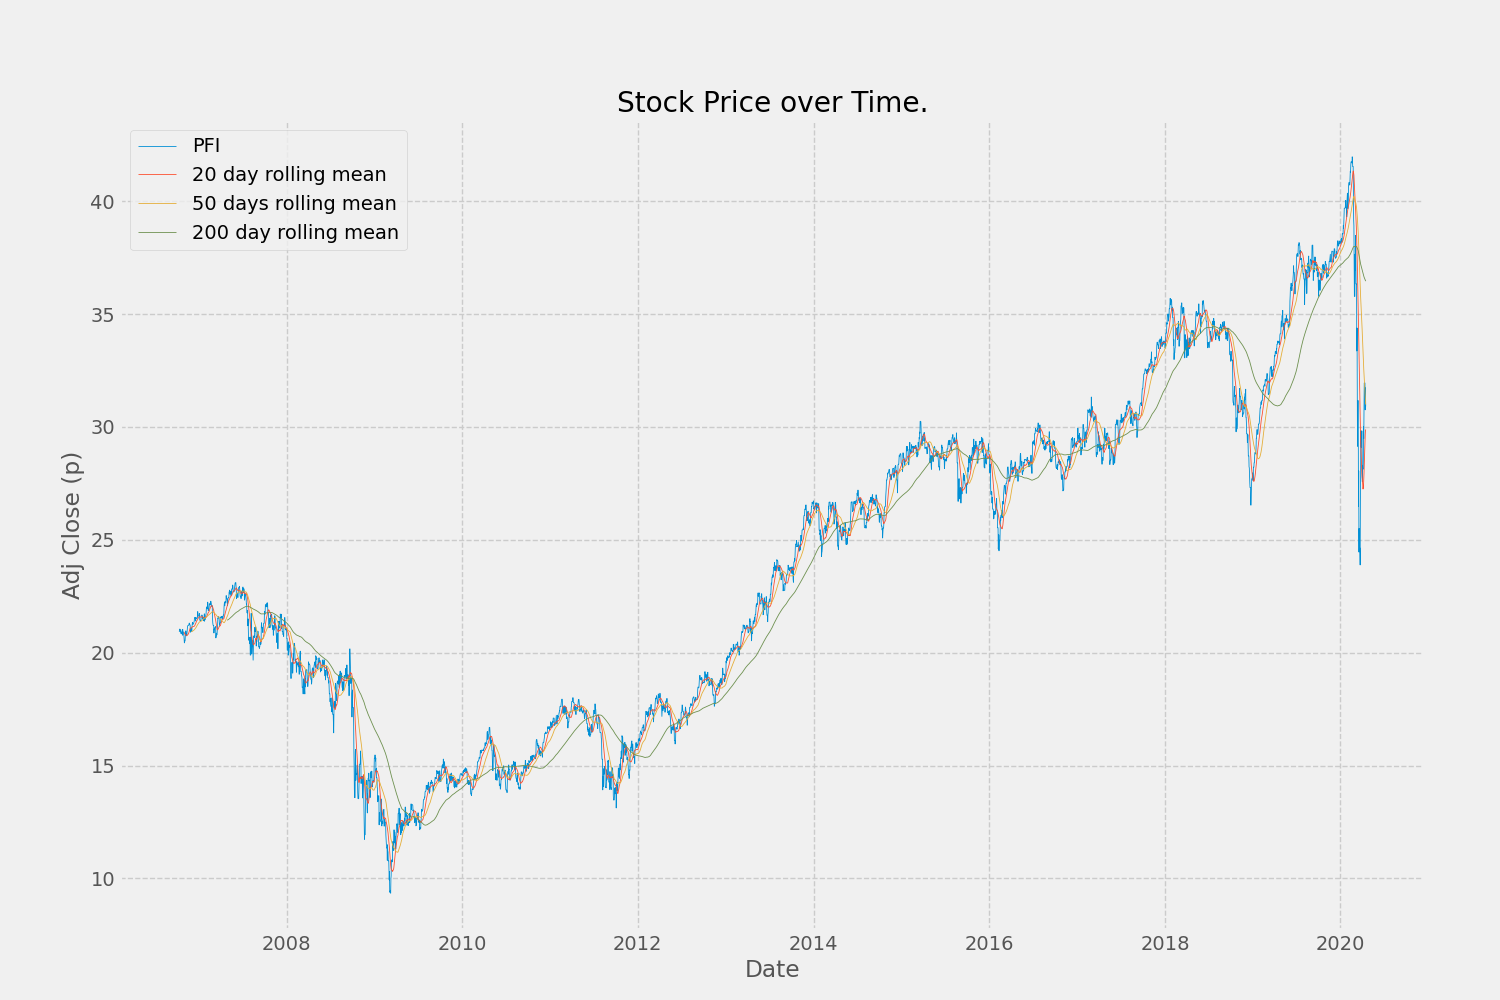 Stock Price over Time.
PFI
20 day rolling mean
50 days rolling mean
200 day rolling mean
40
35
30
25
20
15
10
Adj Close (p)
2008 2010 2012 2014 2016 2018 2020
Date